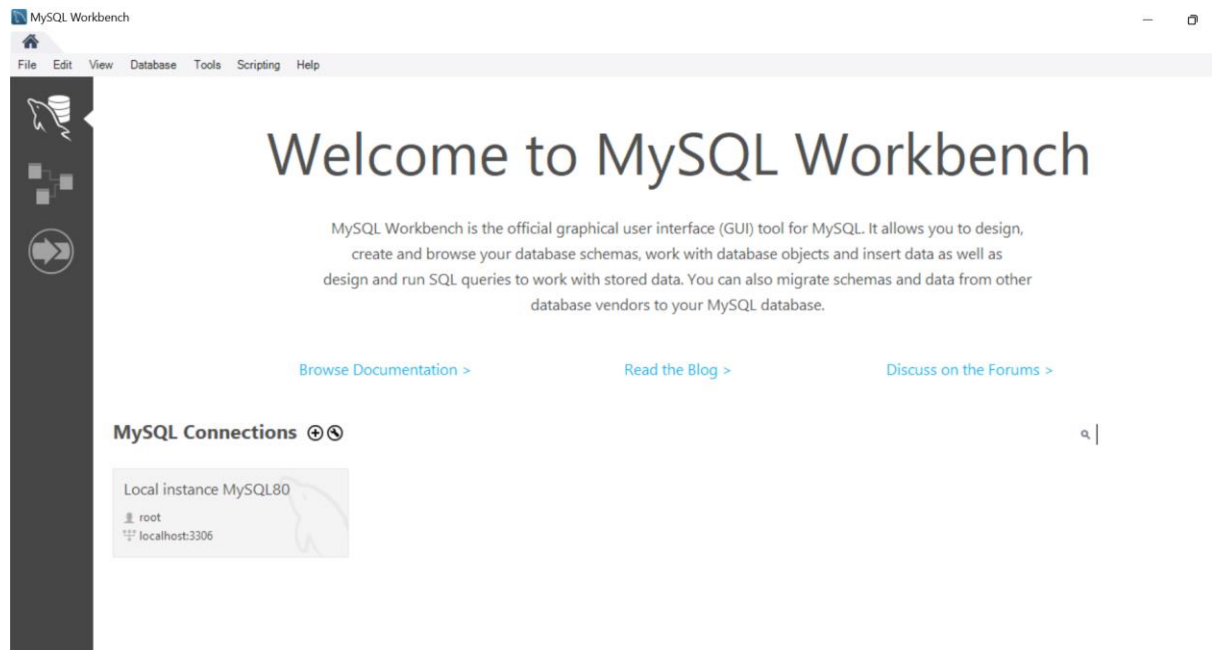 MySQL Workbench
File Edit View Database Tools Scripting Help
Welcome to MySQL Workbench
MySQL Workbench is the official graphical user interface (GUI) tool for MySQL. It allows you to design,
create and browse your database schemas, work with database objects and insert data as well as
design and run SQL queries to work with stored data. You can also migrate schemas and data from other
database vendors to your MySQL database.
Browse Documentation > Read the Blog > Discuss on the Forums >
MySQL Connections
Local instance MySQL80
root
localhost:3306